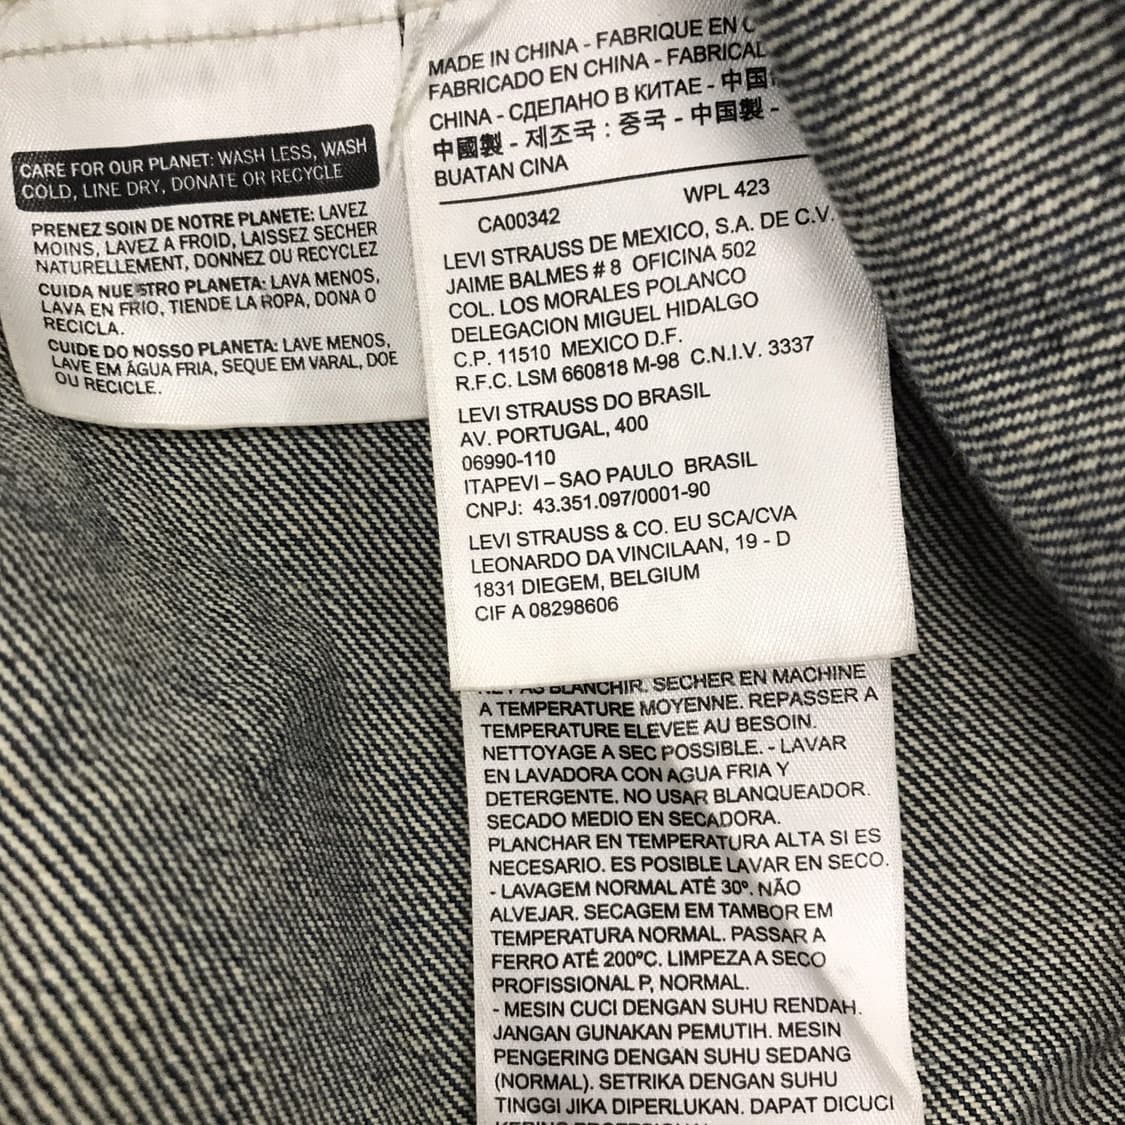 CARE FOR OUR PLANET: WASH LESS, WASH
COLD, LINE DRY, DONATE OR RECYCLE
PRENEZ SOIN DE NOTRE PLANETE: LAVEZ
MOINS, LAVEZ A FROID, LAISSEZ SECHER
NATURELLEMENT, DONNEZ OU RECYCLEZ
CUIDA NUESTRO PLANETA: LAVA MENOS,
LAVA EN FRIO, TIENDE LA ROPA, DONA O
RECICLA.
CUIDE DO NOSSO PLANETA: LAVE MENOS,
LAVE EM ÁGUA FRIA, SEQUE EM VARAL, DOE
OU RECICLE.
MADE IN CHINA - FABRIQUE EN
FABRICADO EN CHINA - FABRICAD
CHINA - СДЕЛАНО В КИТАЕ - 中国
中國製 - 제조국 : 중국 - 中国製 -
BUATAN CINA
WPL 423
CA00342
LEVI STRAUSS DE MEXICO, S.A. DE C.V.
JAIME BALMES # 8 OFICINA 502
COL. LOS MORALES POLANCO
DELEGACION MIGUEL HIDALGO
C.P. 11510 MEXICO D.F.
R.F.C. LSM 660818 M-98 C.N.I.V. 3337
LEVI STRAUSS DO BRASIL
AV. PORTUGAL, 400
06990-110
ITAPEVI – SAO PAULO BRASIL
CNPJ: 43.351.097/0001-90
LEVI STRAUSS & CO. EU SCA/CVA
LEONARDO DA VINCILAAN, 19 - D
1831 DIEGEM, BELGIUM
CIF A 08298606
BLANCHIR. SECHER EN MACHINE
A TEMPERATURE MOYENNE. REPASSER A
TEMPERATURE ELEVEE AU BESOIN.
NETTOYAGE A SEC POSSIBLE. - LAVAR
EN LAVADORA CON AGUA FRIA Y
DETERGENTE. NO USAR BLANQUEADOR.
SECADO MEDIO EN SECADORA.
PLANCHAR EN TEMPERATURA ALTA SI ES
NECESARIO. ES POSIBLE LAVAR EN SECO.
- LAVAGEM NORMAL ATÉ 30º. NÃO
ALVEJAR. SECAGEM EM TAMBOR EM
TEMPERATURA NORMAL. PASSAR A
FERRO ATÉ 200ºC. LIMPEZA A SECO
PROFISSIONAL P, NORMAL.
- MESIN CUCI DENGAN SUHU RENDAH.
JANGAN GUNAKAN PEMUTIH. MESIN
PENGERING DENGAN SUHU SEDANG
(NORMAL). SETRIKA DENGAN SUHU
TINGGI JIKA DIPERLUKAN. DAPAT DICUCI